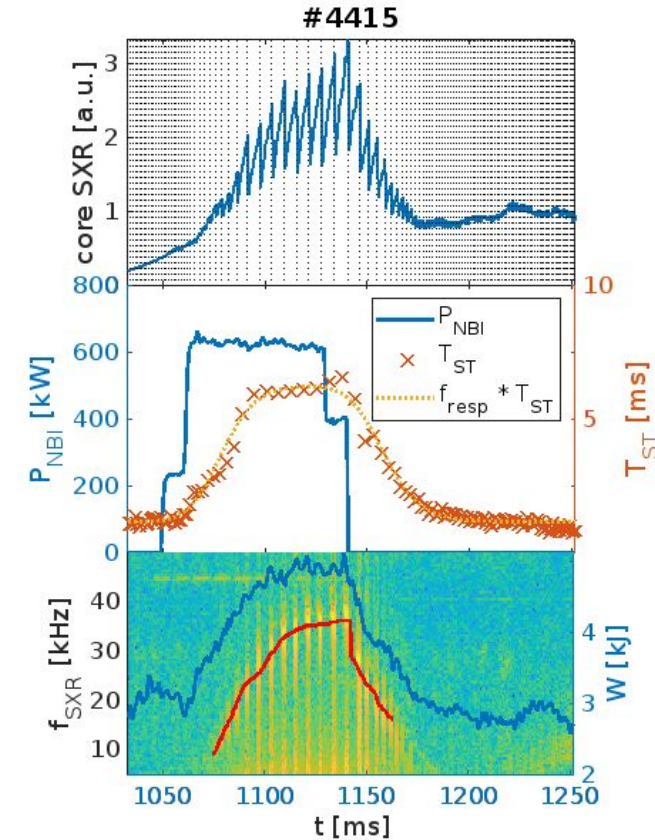 #4415
core SXR [a.u.]
3
2
1
P_NBI [kW]
800
600
400
200
0
P_NBI
T_ST
f_resp * T_ST
10
5
0
T_ST [ms]
f_SXR [kHz]
40
30
20
10
4
3
2
W [kJ]
1050 1100 1150 1200 1250
t [ms]